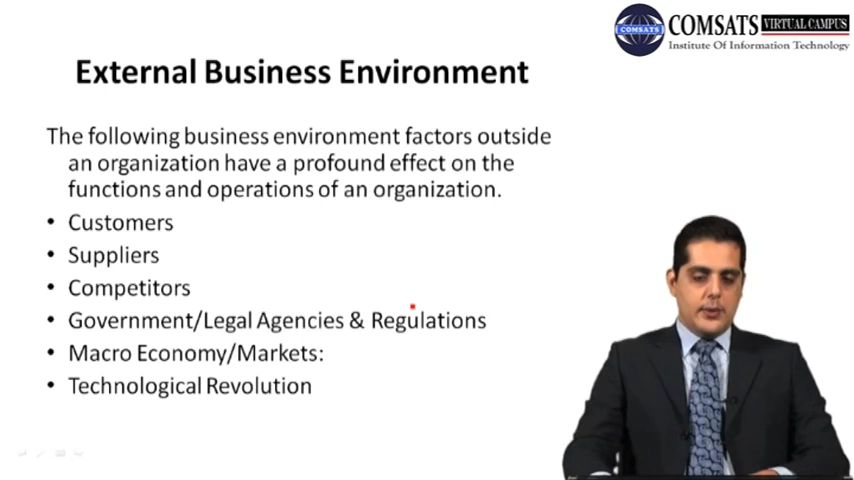 COMSATS VIRTUAL CAMPUS
COMSATS
Institute Of Information Technology
External Business Environment
The following business environment factors outside
an organization have a profound effect on the
functions and operations of an organization.
• Customers
• Suppliers
• Competitors
• Government/Legal Agencies & Regulations
• Macro Economy/Markets:
• Technological Revolution